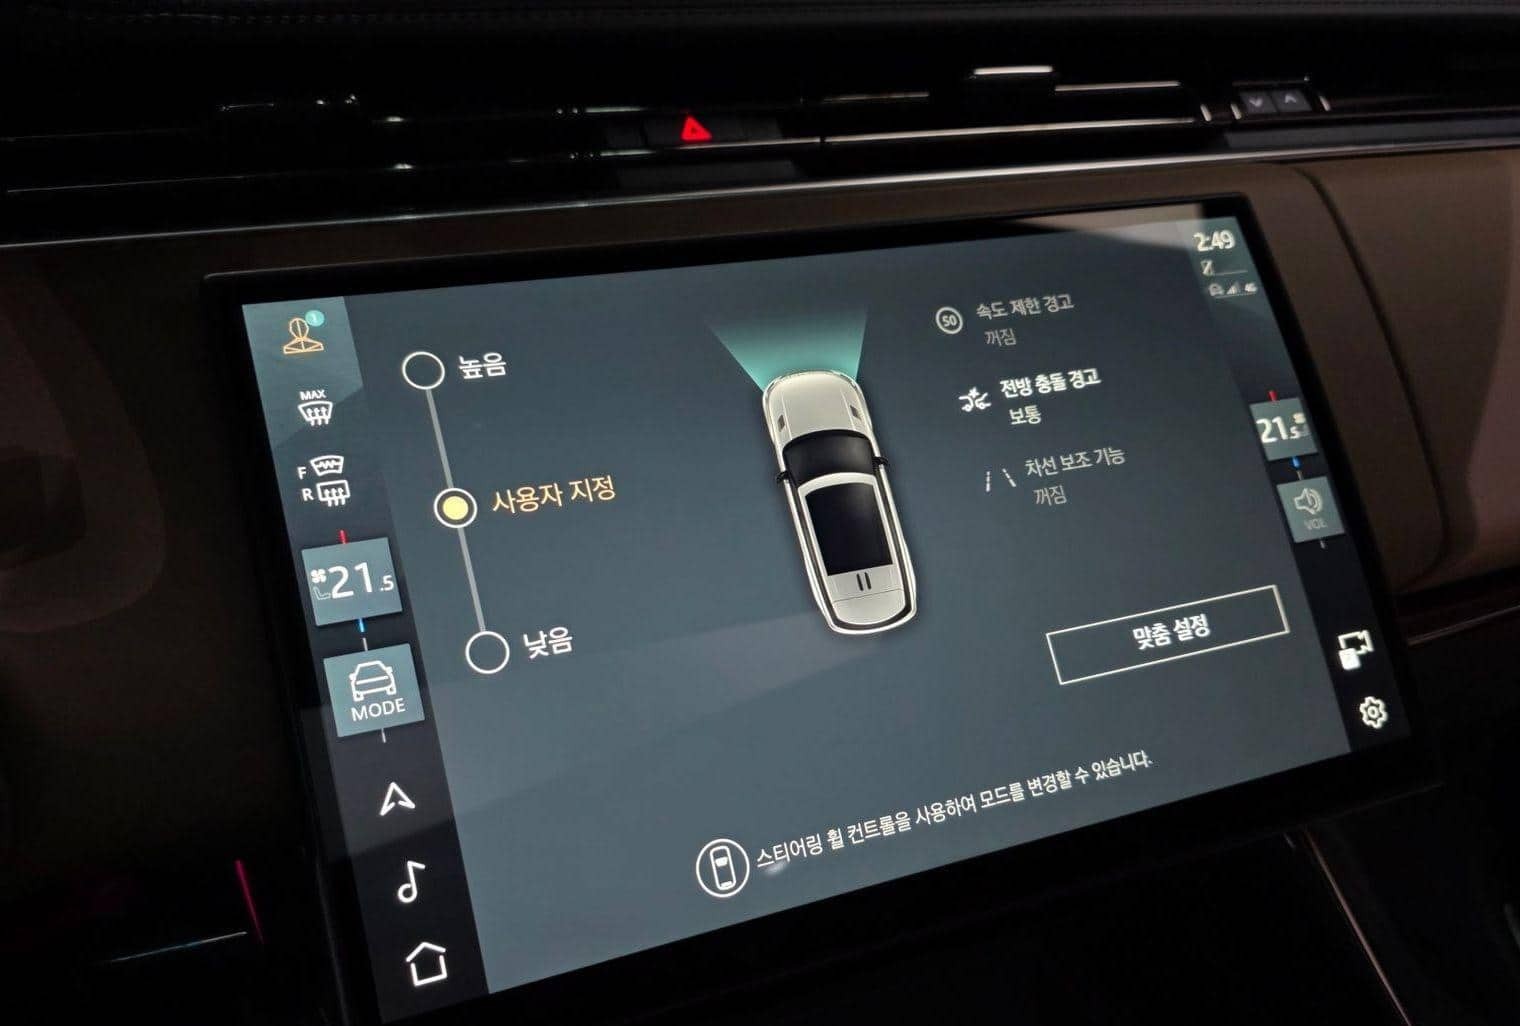 2:49
4G
1
MAX
F
R
21.5
MODE
높음
사용자 지정
낮음
50
속도 제한 경고
꺼짐
전방 충돌 경고
보통
차선 보조 기능
꺼짐
맞춤 설정
스티어링 휠 컨트롤을 사용하여 모드를 변경할 수 있습니다.
21.5
VOL